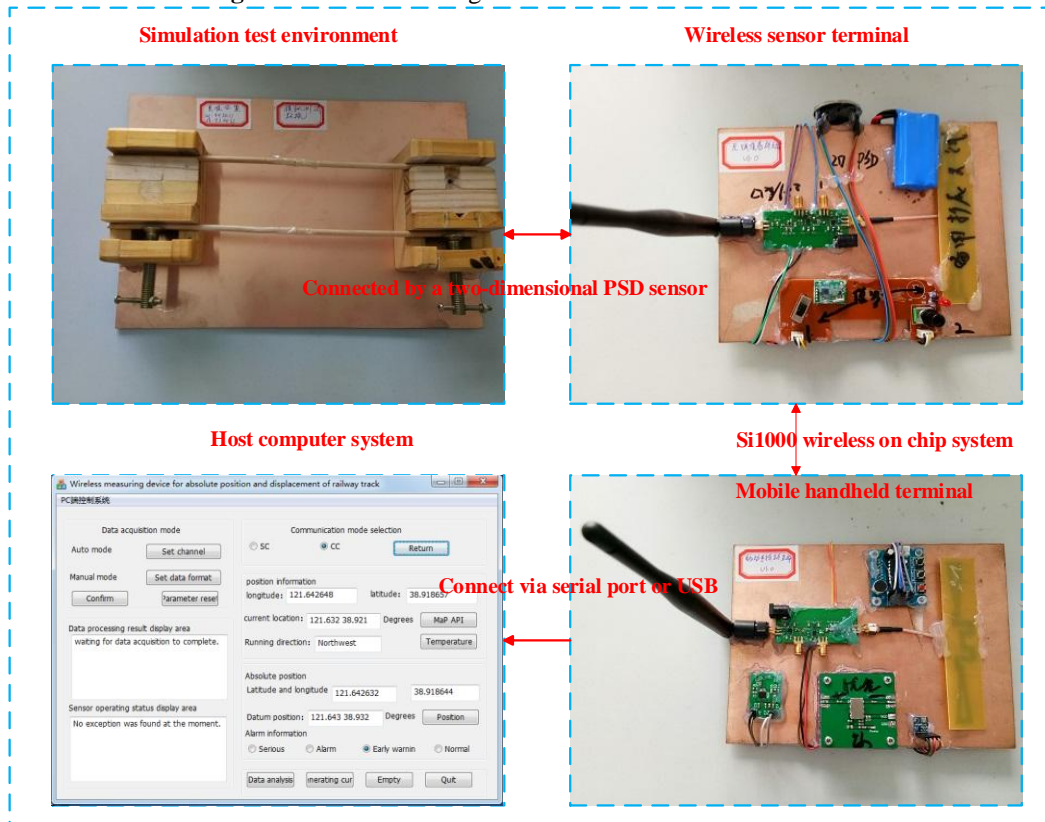 Simulation test environment
Wireless sensor terminal
2D PSD
Connected by a two-dimensional PSD sensor
2
Host computer system
Si1000 wireless on chip system
Mobile handheld terminal
Wireless measuring device for absolute position and displacement of railway track
PC端控制系统
Data acquisition mode
Communication mode selection
Auto mode
Set channel
SC
CC
Return
Manual mode
Set data format
Confirm
Parameter reset
position information
longitude: 121.642648
latitude: 38.918657
Connect via serial port or USB
current location: 121.632 38.921 Degrees
MaP API
Running direction: Northwest
Temperature
Data processing result display area
waiting for data acquisition to complete.
Absolute position
Latitude and longitude 121.642632 38.918644
Datum position: 121.643 38.932 Degrees
Position
Sensor operating status display area
No exception was found at the moment.
Alarm information
Serious
Alarm
Early warnin
Normal
Data analysis
nerating cur
Empty
Quit